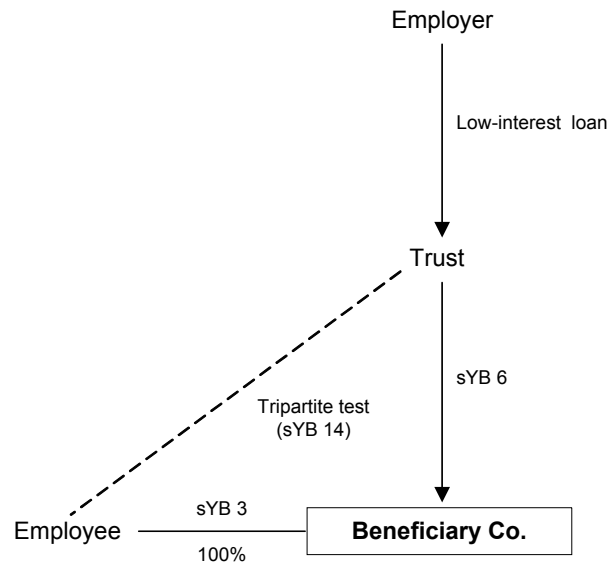 Employer
Low-interest loan
Trust
sYB 6
Tripartite test
(sYB 14)
sYB 3
Employee
Beneficiary Co.
100%